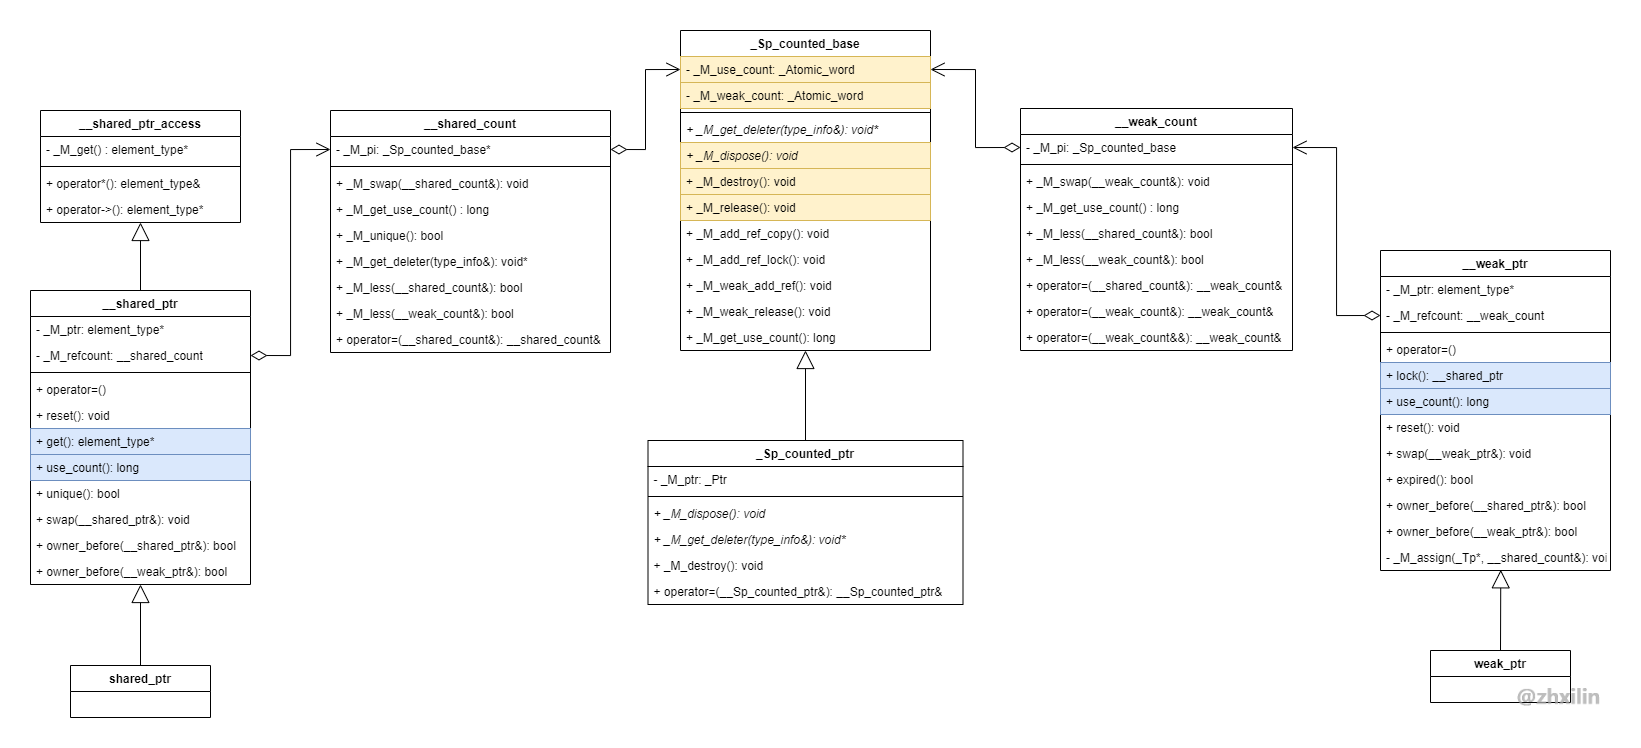 _Sp_counted_base
- _M_use_count: _Atomic_word
- _M_weak_count: _Atomic_word
+ _M_get_deleter(type_info&): void*
+ _M_dispose(): void
+ _M_destroy(): void
+ _M_release(): void
+ _M_add_ref_copy(): void
+ _M_add_ref_lock(): void
+ _M_weak_add_ref(): void
+ _M_weak_release(): void
+ _M_get_use_count(): long
__shared_ptr_access
- _M_get() : element_type*
+ operator*(): element_type&
+ operator->(): element_type*
__shared_count
- _M_pi: _Sp_counted_base*
+ _M_swap(__shared_count&): void
+ _M_get_use_count() : long
+ _M_unique(): bool
+ _M_get_deleter(type_info&): void*
+ _M_less(__shared_count&): bool
+ _M_less(__weak_count&): bool
+ operator=(__shared_count&): __shared_count&
__weak_count
- _M_pi: _Sp_counted_base
+ _M_swap(__weak_count&): void
+ _M_get_use_count() : long
+ _M_less(__shared_count&): bool
+ _M_less(__weak_count&): bool
+ operator=(__shared_count&): __weak_count&
+ operator=(__weak_count&): __weak_count&
+ operator=(__weak_count&&): __weak_count&
__shared_ptr
- _M_ptr: element_type*
- _M_refcount: __shared_count
+ operator=()
+ reset(): void
+ get(): element_type*
+ use_count(): long
+ unique(): bool
+ swap(__shared_ptr&): void
+ owner_before(__shared_ptr&): bool
+ owner_before(__weak_ptr&): bool
__weak_ptr
- _M_ptr: element_type*
- _M_refcount: __weak_count
+ operator=()
+ lock(): __shared_ptr
+ use_count(): long
+ reset(): void
+ swap(__weak_ptr&): void
+ expired(): bool
+ owner_before(__shared_ptr&): bool
+ owner_before(__weak_ptr&): bool
- _M_assign(_Tp*, __shared_count&): voi
_Sp_counted_ptr
- _M_ptr: _Ptr
+ _M_dispose(): void
+ _M_get_deleter(type_info&): void*
+ _M_destroy(): void
+ operator=(__Sp_counted_ptr&): __Sp_counted_ptr&
shared_ptr
weak_ptr
@zhxilin